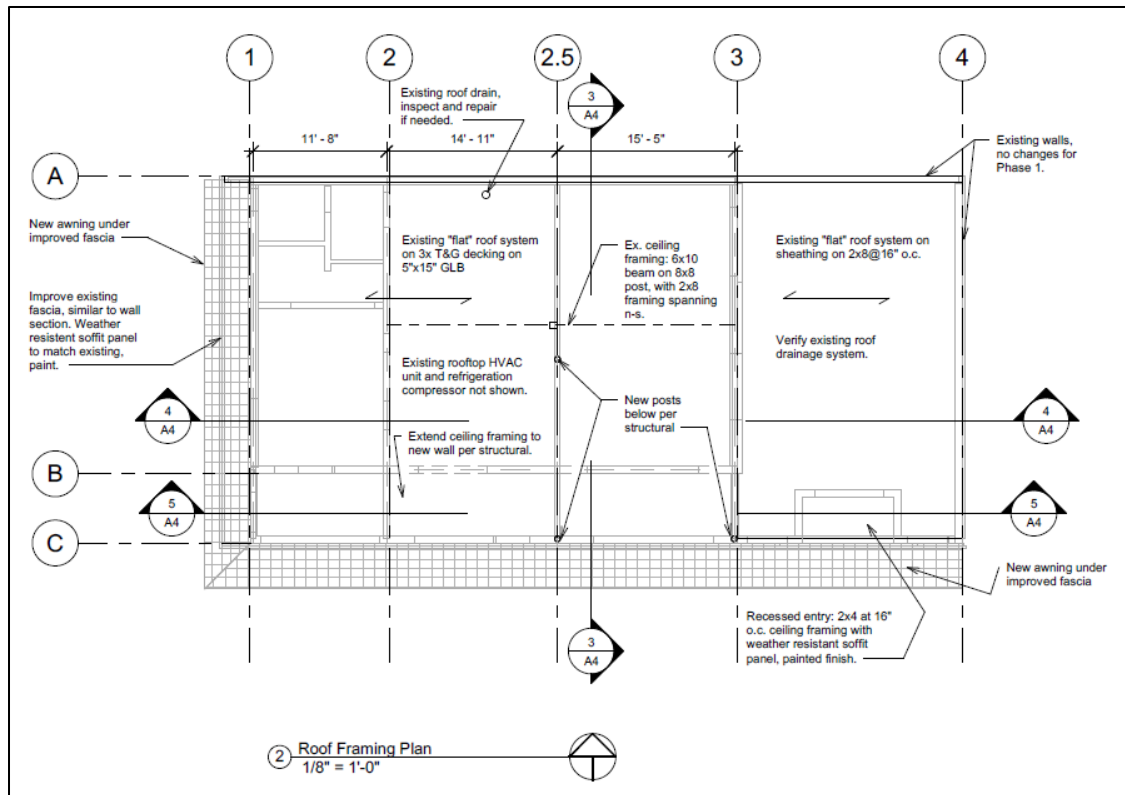 1
2
2.5
3
4
Existing roof drain,
inspect and repair
if needed.
3
A4
11' - 8"
14' - 11"
15' - 5"
Existing walls,
no changes for
Phase 1.
A
New awning under
improved fascia
Existing "flat" roof system
on 3x T&G decking on
5"x15" GLB
Ex. ceiling
framing: 6x10
beam on 8x8
post, with 2x8
framing spanning
n-s.
Existing "flat" roof system on
sheathing on 2x8@16" o.c.
Improve existing
fascia, similar to wall
section. Weather
resistent soffit panel
to match existing,
paint.
Verify existing roof
drainage system.
Existing rooftop HVAC
unit and refrigeration
compressor not shown.
New posts
below per
structural
4
A4
4
A4
Extend ceiling framing to
new wall per structural.
B
5
A4
5
A4
C
New awning under
improved fascia
Recessed entry: 2x4 at 16"
o.c. ceiling framing with
weather resistant soffit
panel, painted finish.
3
A4
2
Roof Framing Plan
1/8" = 1'-0"